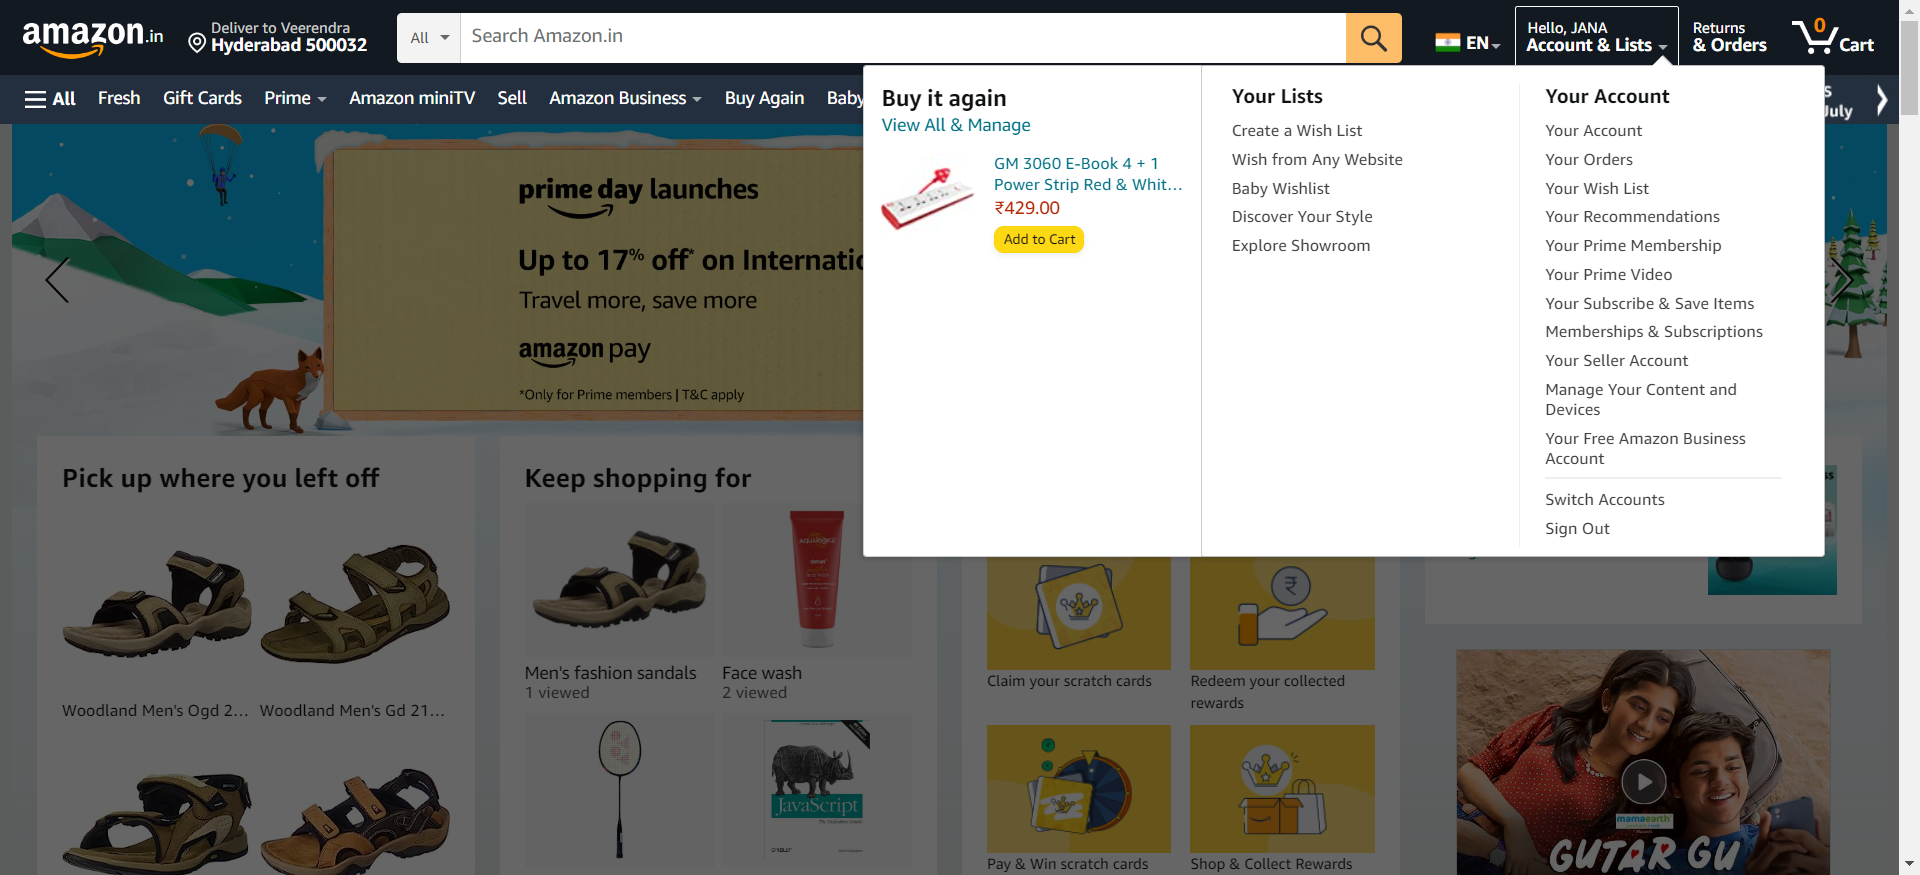 amazon.in
Deliver to Veerendra
Hyderabad 500032
All
Search Amazon.in
EN
Hello, JANA
Account & Lists
Returns
& Orders
0
Cart
All
Fresh
Gift Cards
Prime
Amazon miniTV
Sell
Amazon Business
Buy Again
Baby
July
Buy it again
View All & Manage
GM 3060 E-Book 4 + 1
Power Strip Red & Whit...
₹429.00
Add to Cart
Your Lists
Create a Wish List
Wish from Any Website
Baby Wishlist
Discover Your Style
Explore Showroom
Your Account
Your Account
Your Orders
Your Wish List
Your Recommendations
Your Prime Membership
Your Prime Video
Your Subscribe & Save Items
Memberships & Subscriptions
Your Seller Account
Manage Your Content and
Devices
Your Free Amazon Business
Account
Switch Accounts
Sign Out
prime day launches
Up to 17% off* on Internatic
Travel more, save more
amazon pay
*Only for Prime members | T&C apply
Pick up where you left off
Woodland Men's Ogd 2...
Woodland Men's Gd 21...
Keep shopping for
Men's fashion sandals
1 viewed
Face wash
2 viewed
JavaScript
The Definitive Guide
O'REILLY
Claim your scratch cards
Redeem your collected
rewards
Pay & Win scratch cards
Shop & Collect Rewards
mamaearth
GUTAR GU